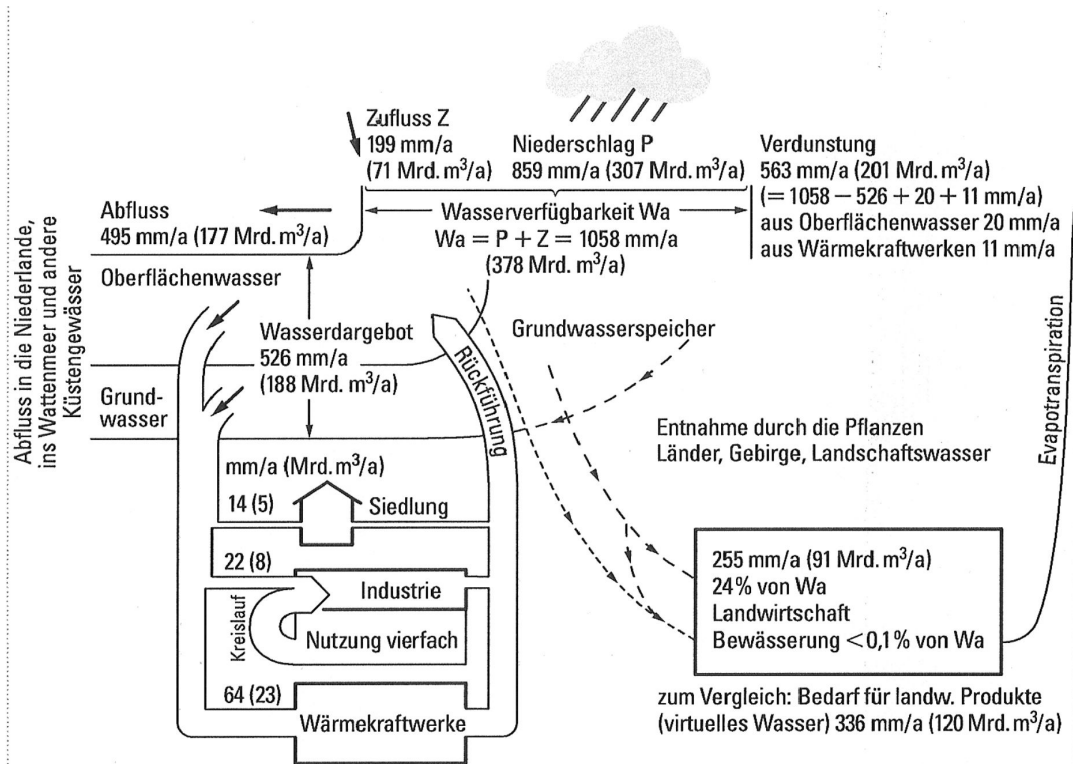 Zufluss Z
199 mm/a
(71 Mrd. m³/a)
Niederschlag P
859 mm/a (307 Mrd. m³/a)
Verdunstung
563 mm/a (201 Mrd. m³/a)
(= 1058 − 526 + 20 + 11 mm/a)
aus Oberflächenwasser 20 mm/a
aus Wärmekraftwerken 11 mm/a
Abfluss
495 mm/a (177 Mrd. m³/a)
Wasserverfügbarkeit Wa
Wa = P + Z = 1058 mm/a
(378 Mrd. m³/a)
Abfluss in die Niederlande,
ins Wattenmeer und andere
Küstengewässer
Oberflächenwasser
Wasserdargebot
526 mm/a
(188 Mrd. m³/a)
Grund-
wasser
Rückführung
Grundwasserspeicher
Entnahme durch die Pflanzen
Länder, Gebirge, Landschaftswasser
Evapotranspiration
mm/a (Mrd. m³/a)
14 (5)
Siedlung
22 (8)
Industrie
Kreislauf
Nutzung vierfach
64 (23)
Wärmekraftwerke
255 mm/a (91 Mrd. m³/a)
24% von Wa
Landwirtschaft
Bewässerung <0,1% von Wa
zum Vergleich: Bedarf für landw. Produkte
(virtuelles Wasser) 336 mm/a (120 Mrd. m³/a)